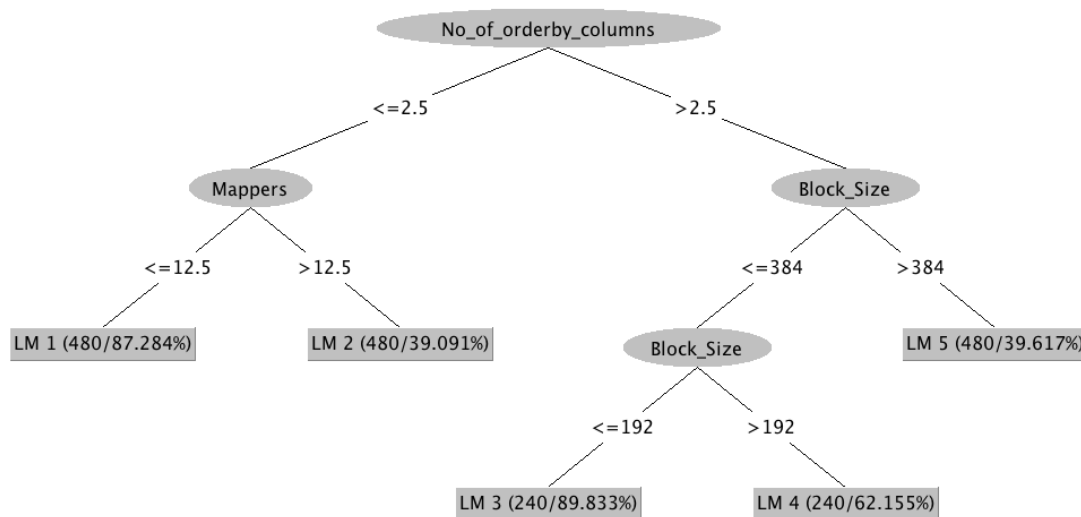 No_of_orderby_columns
<=2.5
>2.5
Mappers
Block_Size
<=12.5
>12.5
<=384
>384
LM 1 (480/87.284%)
LM 2 (480/39.091%)
Block_Size
LM 5 (480/39.617%)
<=192
>192
LM 3 (240/89.833%)
LM 4 (240/62.155%)